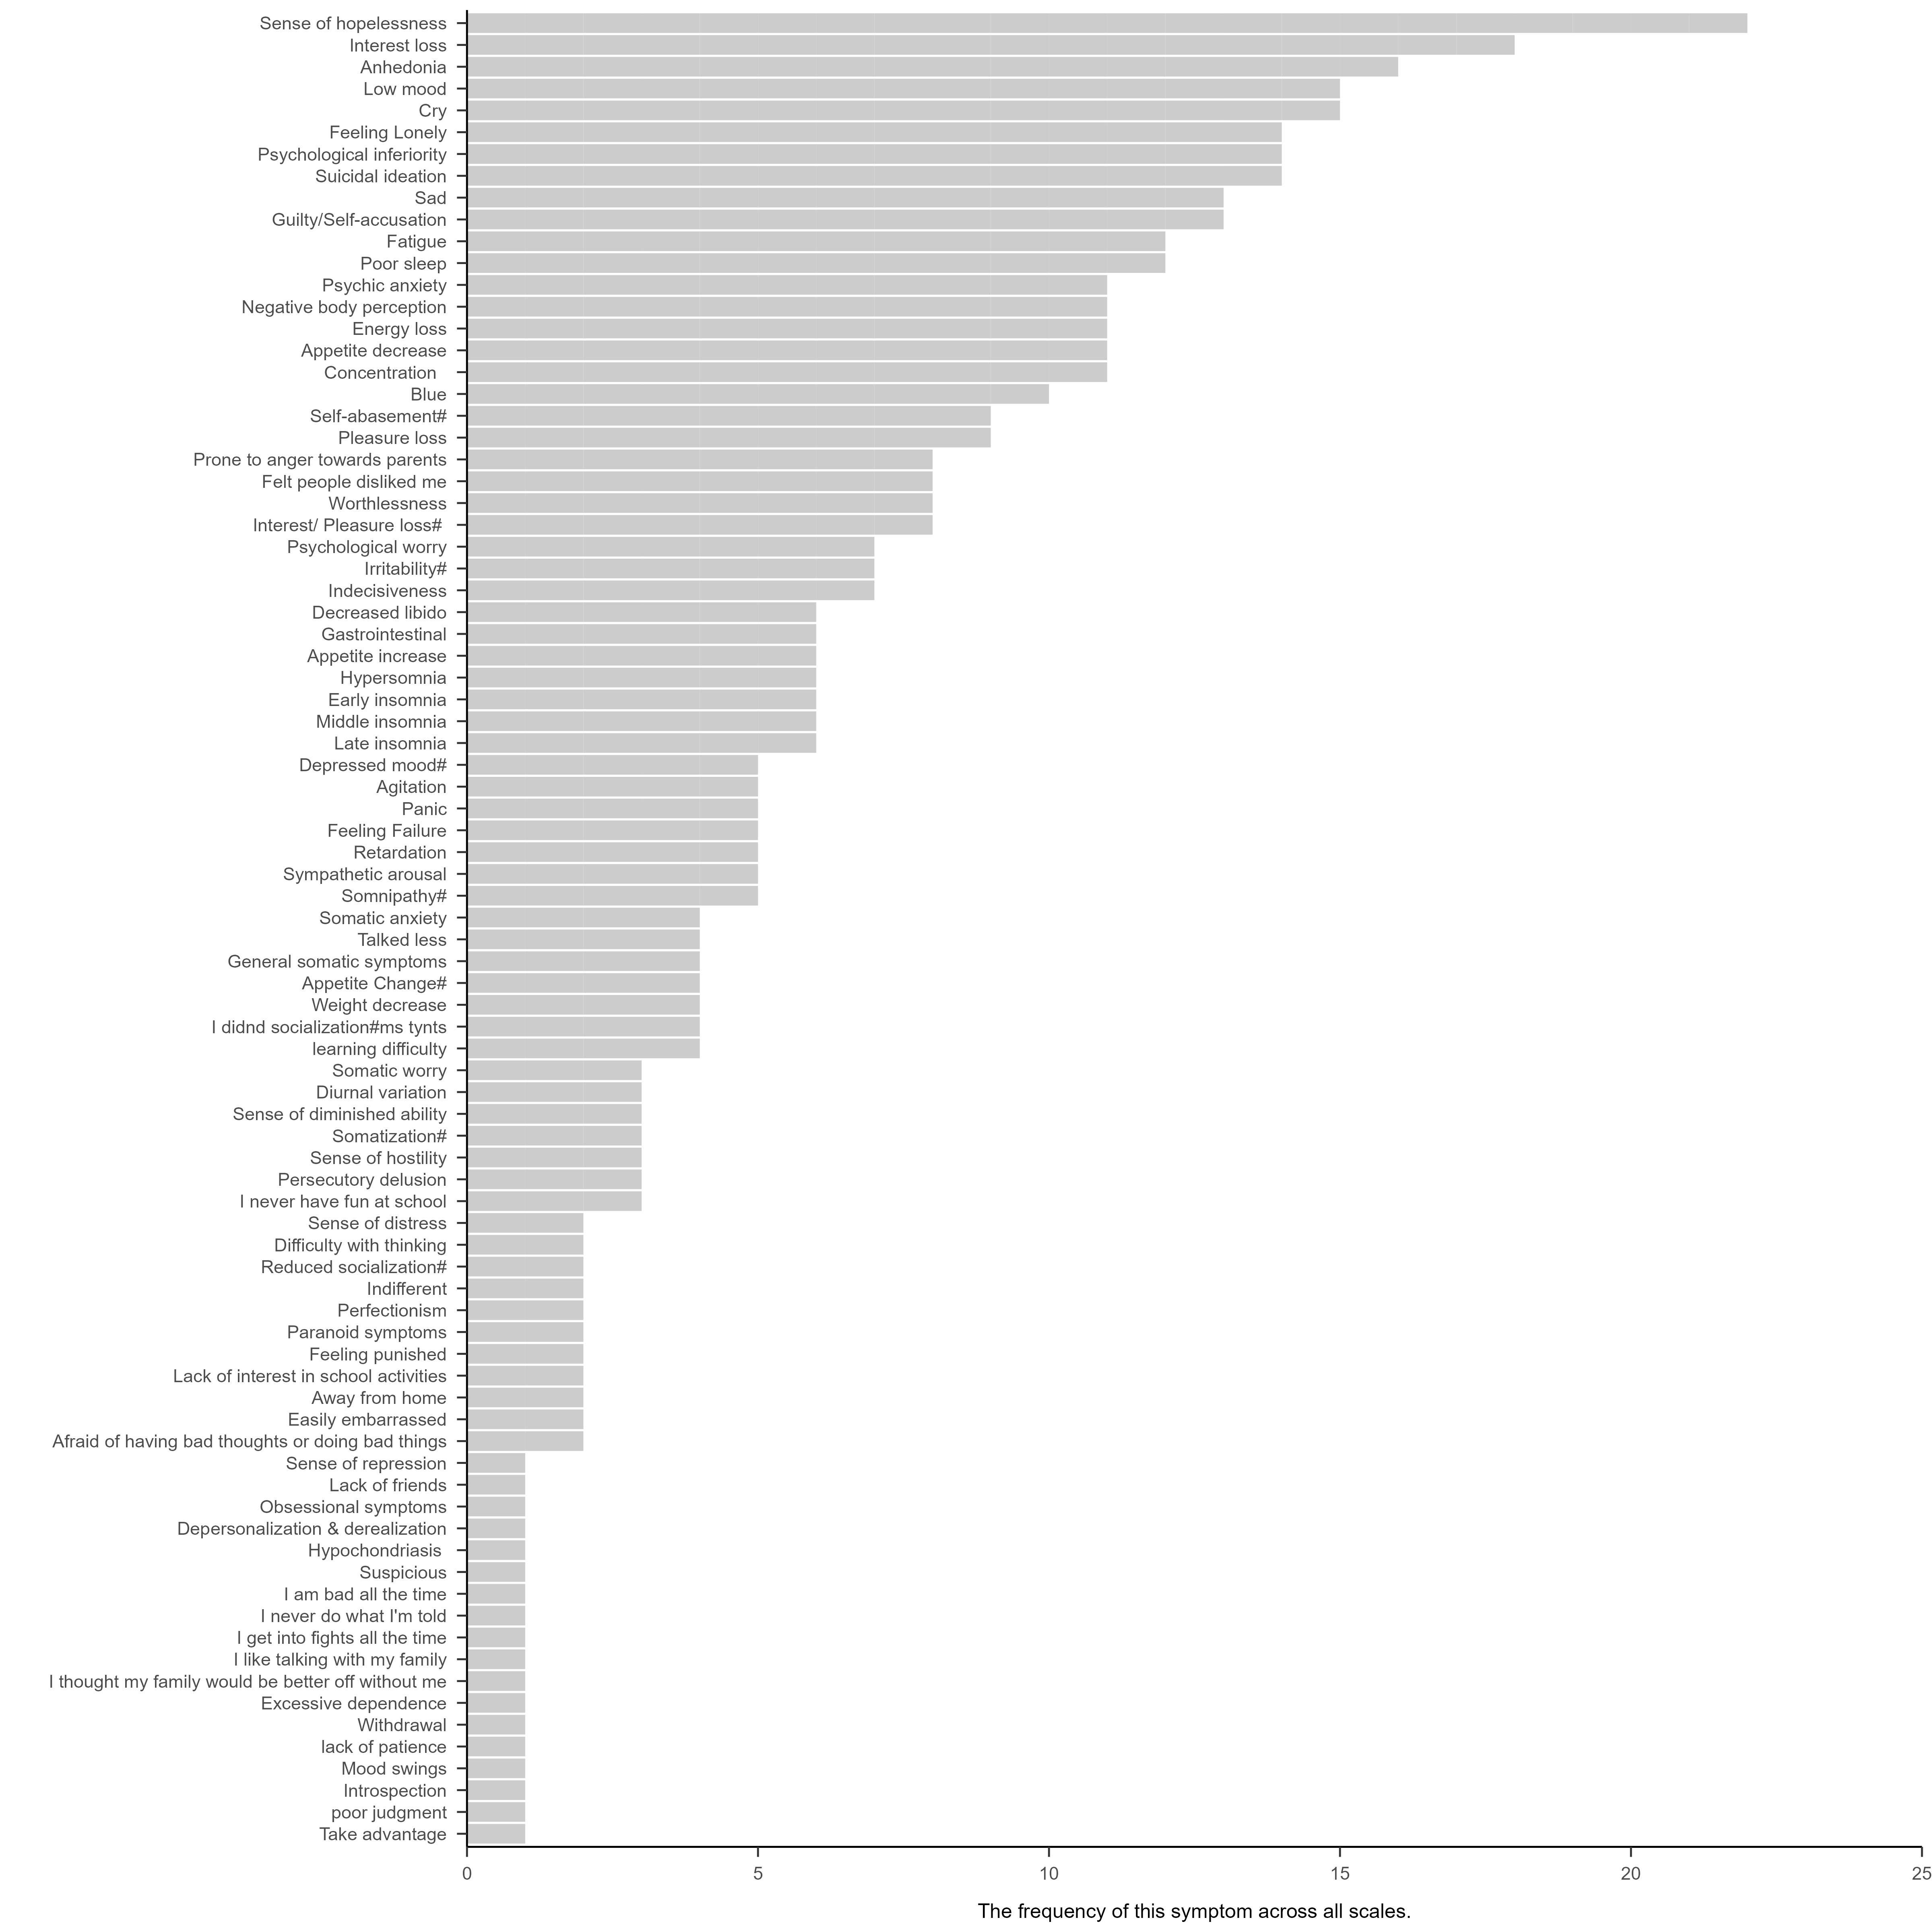 Sense of hopelessness
Interest loss
Anhedonia
Low mood
Cry
Feeling Lonely
Psychological inferiority
Suicidal ideation
Sad
Guilty/Self-accusation
Fatigue
Poor sleep
Psychic anxiety
Negative body perception
Energy loss
Appetite decrease
Concentration
Blue
Self-abasement#
Pleasure loss
Prone to anger towards parents
Felt people disliked me
Worthlessness
Interest/ Pleasure loss#
Psychological worry
Irritability#
Indecisiveness
Decreased libido
Gastrointestinal
Appetite increase
Hypersomnia
Early insomnia
Middle insomnia
Late insomnia
Depressed mood#
Agitation
Panic
Feeling Failure
Retardation
Sympathetic arousal
Somnipathy#
Somatic anxiety
Talked less
General somatic symptoms
Appetite Change#
Weight decrease
I didnd socialization#ms tynts
learning difficulty
Somatic worry
Diurnal variation
Sense of diminished ability
Somatization#
Sense of hostility
Persecutory delusion
I never have fun at school
Sense of distress
Difficulty with thinking
Reduced socialization#
Indifferent
Perfectionism
Paranoid symptoms
Feeling punished
Lack of interest in school activities
Away from home
Easily embarrassed
Afraid of having bad thoughts or doing bad things
Sense of repression
Lack of friends
Obsessional symptoms
Depersonalization & derealization
Hypochondriasis
Suspicious
I am bad all the time
I never do what I'm told
I get into fights all the time
I like talking with my family
I thought my family would be better off without me
Excessive dependence
Withdrawal
lack of patience
Mood swings
Introspection
poor judgment
Take advantage
0 5 10 15 20 25
The frequency of this symptom across all scales.